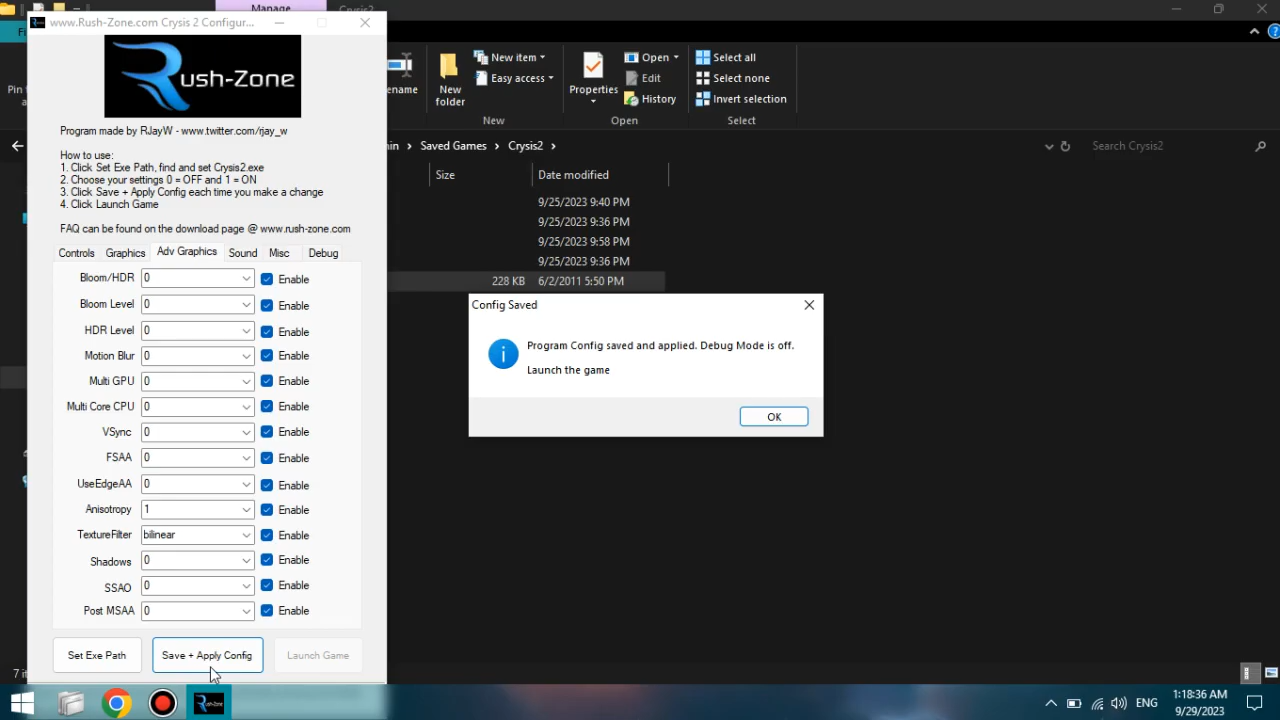 www.Rush-Zone.com Crysis 2 Configur...
Rush-Zone
Program made by RJayW - www.twitter.com/rjay_w
How to use:
1. Click Set Exe Path, find and set Crysis2.exe
2. Choose your settings 0 = OFF and 1 = ON
3. Click Save + Apply Config each time you make a change
4. Click Launch Game
FAQ can be found on the download page @ www.rush-zone.com
Controls Graphics Adv Graphics Sound Misc Debug
Bloom/HDR 0 Enable
Bloom Level 0 Enable
HDR Level 0 Enable
Motion Blur 0 Enable
Multi GPU 0 Enable
Multi Core CPU 0 Enable
VSync 0 Enable
FSAA 0 Enable
UseEdgeAA 0 Enable
Anisotropy 1 Enable
TextureFilter bilinear Enable
Shadows 0 Enable
SSAO 0 Enable
Post MSAA 0 Enable
Set Exe Path Save + Apply Config Launch Game
Manage Crysis2
Pin t
ename
New
folder
New item
Easy access
New
Properties
Open
Edit
History
Open
Select all
Select none
Invert selection
Select
in > Saved Games > Crysis2 >
Search Crysis2
Size Date modified
9/25/2023 9:40 PM
9/25/2023 9:36 PM
9/25/2023 9:58 PM
9/25/2023 9:36 PM
228 KB 6/2/2011 5:50 PM
Config Saved
Program Config saved and applied. Debug Mode is off.
Launch the game
OK
7 it
ENG
1:18:36 AM
9/29/2023